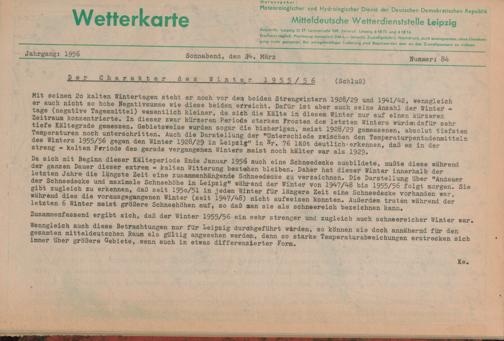 Wetterkarte
Meteorologischer und Hydrologischer Dienst der Deutschen Demokratischen Republik
Mitteldeutsche Wetterdienststelle Leipzig
Jahrgang: 1956
Sonnabend, den 24. März
Nummer: 84
Der Charakter des Winters 1955/56 (Schluß)
Mit seinen 20 kalten Wintertagen steht er noch vor den beiden Strengwintern 1928/29 und 1941/42, wenngleich
er auch nicht so hohe Negativsumme wie diese beiden erreicht. Dafür ist aber auch seine Anzahl der Winter-
tage (negative Tagesmittel) wesentlich kleiner, da sich die Kälte in diesem Winter nur auf einen kürzeren
Zeitraum konzentrierte. In dieser zwar kürzeren Periode starken Frostes des letzten Winters wurden dafür sehr
tiefe Kältegrade gemessen. Gebietsweise wurden sogar die bisherigen, meist 1928/29 gemessenen, absolut tiefsten
Temperaturen noch unterschritten. Auch die Darstellung der "Unterschiede zwischen den Temperaturpentadenmitteln
des Winters 1955/56 gegen den Winter 1928/29 in Leipzig" in Nr. 76 läßt deutlich erkennen, daß es in der
streng - kalten Periode des gerade vergangenen Winters meist noch kälter war als 1929.
Da sich mit Beginn dieser Kälteperiode Ende Januar 1956 auch eine Schneedecke ausbildete, mußte diese während
der ganzen Dauer dieser extrem - kalten Witterung bestehen bleiben. Daher hat dieser Winter innerhalb der
letzten Jahre die längste Zeit eine zusammenhängende Schneedecke zu verzeichnen. Die Darstellung über "Andauer
der Schneedecke und maximale Schneehöhe in Leipzig" während der Winter von 1947/48 bis 1955/56 folgt morgen. Sie
gibt zugleich zu erkennen, daß seit 1950/51 in jedem Winter für längere Zeit eine Schneedecke vorhanden war,
während dies die vorausgegangenen Winter (seit 1947/48) nicht aufweisen konnten. Außerdem traten während der
letzten 6 Winter meist größere Schneehöhen auf, so daß man sie als schneereich bezeichnen kann.
Zusammenfassend ergibt sich, daß der Winter 1955/56 ein sehr strenger und zugleich auch schneereicher Winter war.
Wenngleich auch diese Betrachtungen nur für Leipzig durchgeführt wurden, so können sie doch annähernd für den
gesamten mitteldeutschen Raum als gültig angesehen werden, denn so starke Temperaturabweichungen erstrecken sich
immer über größere Gebiete, wenn auch in etwas differenzierter Form.
Ke.